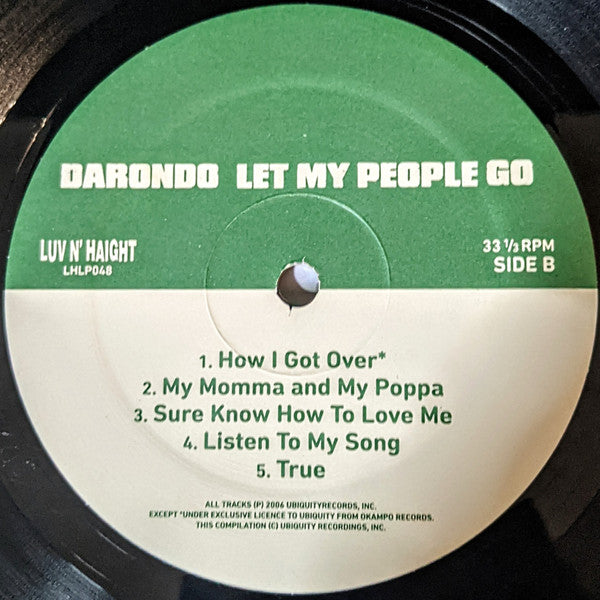 DARONDO LET MY PEOPLE GO
LUV N' HAIGHT
LHLP048
33 1/3 RPM
SIDE B
1. How I Got Over*
2. My Momma and My Poppa
3. Sure Know How To Love Me
4. Listen To My Song
5. True
ALL TRACKS (P) 2006 UBIQUITYRECORDS, INC.
EXCEPT *UNDER EXCLUSIVE LICENCE TO UBIQUITY FROM OKAMPO RECORDS.
THIS COMPILATION (C) UBIQUITY RECORDINGS, INC.